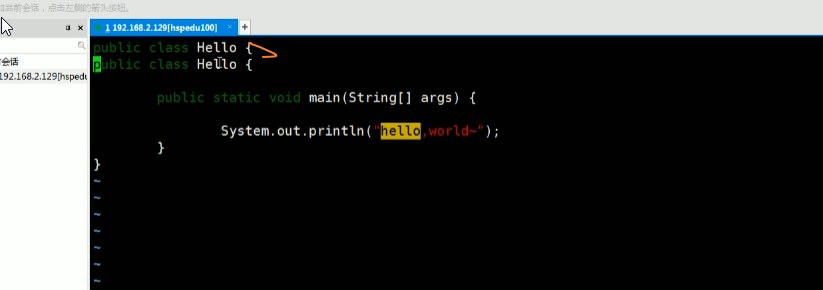 加当前会话，点击左侧的箭头按钮。
1 192.168.2.129[hspedu100] × +
会话
192.168.2.129[hspedu
public class Hello {
public class Hello {
public static void main(String[] args) {
System.out.println("hello,world~");
}
}
~
~
~
~
~
~
~